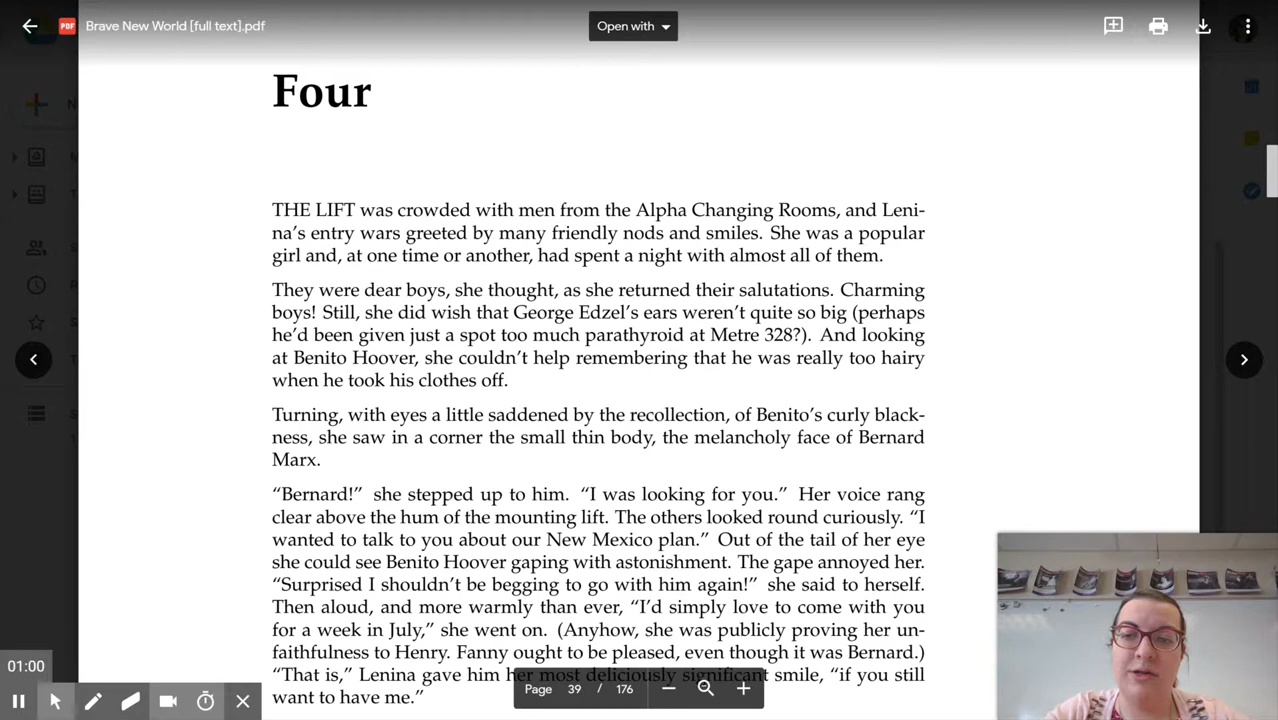 Brave New World [full text].pdf
Open with
Four
THE LIFT was crowded with men from the Alpha Changing Rooms, and Leni-
na's entry wars greeted by many friendly nods and smiles. She was a popular
girl and, at one time or another, had spent a night with almost all of them.
They were dear boys, she thought, as she returned their salutations. Charming
boys! Still, she did wish that George Edzel's ears weren't quite so big (perhaps
he'd been given just a spot too much parathyroid at Metre 328?). And looking
at Benito Hoover, she couldn't help remembering that he was really too hairy
when he took his clothes off.
Turning, with eyes a little saddened by the recollection, of Benito's curly black-
ness, she saw in a corner the small thin body, the melancholy face of Bernard
Marx.
“Bernard!” she stepped up to him. “I was looking for you.” Her voice rang
clear above the hum of the mounting lift. The others looked round curiously. “I
wanted to talk to you about our New Mexico plan.” Out of the tail of her eye
she could see Benito Hoover gaping with astonishment. The gape annoyed her.
“Surprised I shouldn't be begging to go with him again!” she said to herself.
Then aloud, and more warmly than ever, “I'd simply love to come with you
for a week in July,” she went on. (Anyhow, she was publicly proving her un-
faithfulness to Henry. Fanny ought to be pleased, even though it was Bernard.)
“That is,” Lenina gave him her most deliciously significant smile, “if you still
want to have me.”
Page 39 / 176
01:00